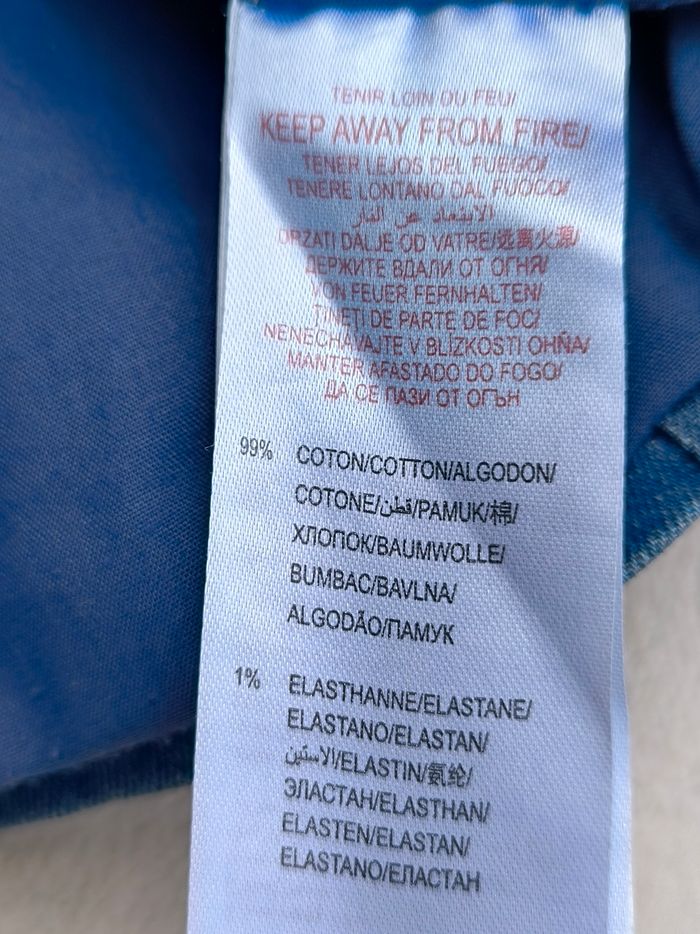 TENIR LOIN DU FEU/
KEEP AWAY FROM FIRE/
TENER LEJOS DEL FUEGO/
TENERE LONTANO DAL FUOCO/
الابتعاد عن النار
DRZATI DALJE OD VATRE/远离火源/
ДЕРЖИТЕ ВДАЛИ ОТ ОГНЯ/
VON FEUER FERNHALTEN/
TINETI DE PARTE DE FOC/
NENECHÁVAJTE V BLÍZKOSTI OHŇA/
MANTER AFASTADO DO FOGO/
ДА СЕ ПАЗИ ОТ ОГЪН
99% COTON/COTTON/ALGODON/
COTONE/قطن/PAMUK/棉/
ХЛОПОК/BAUMWOLLE/
BUMBAC/BAVLNA/
ALGODÃO/ПАМУК
1% ELASTHANNE/ELASTANE/
ELASTANO/ELASTAN/
الاستين/ELASTIN/氨纶/
ЭЛАСТАН/ELASTHAN/
ELASTEN/ELASTAN/
ELASTANO/ЕЛАСТАН